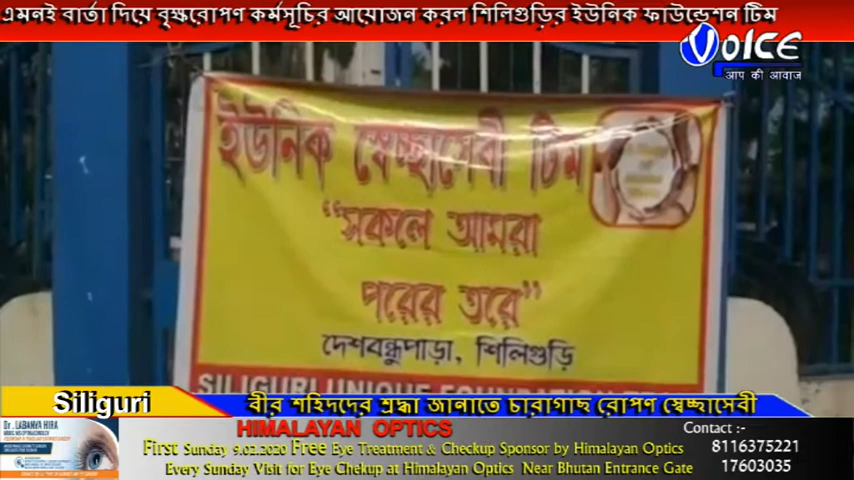 এমনই বার্তা দিয়ে বৃক্ষরোপণ কর্মসূচির আয়োজন করল শিলিগুড়ির ইউনিক ফাউন্ডেশন টিম
VOICE
आप की आवाज
ইউনিক স্বেচ্ছাসেবী টিম
“সকলে আমরা
পরের তরে”
দেশবন্ধুপাড়া, শিলিগুড়ি
SILIGURI UNIQUE FOUNDATION
Siliguri
বীর শহিদদের শ্রদ্ধা জানাতে চারাগাছ রোপণ স্বেচ্ছাসেবী
Dr. LABANYA HIRA
HIMALAYAN OPTICS
First Sunday 9.02.2020 Free Eye Treatment & Checkup Sponsor by Himalayan Optics
Every Sunday Visit for Eye Chekup at Himalayan Optics Near Bhutan Entrance Gate
Contact :-
8116375221
17603035